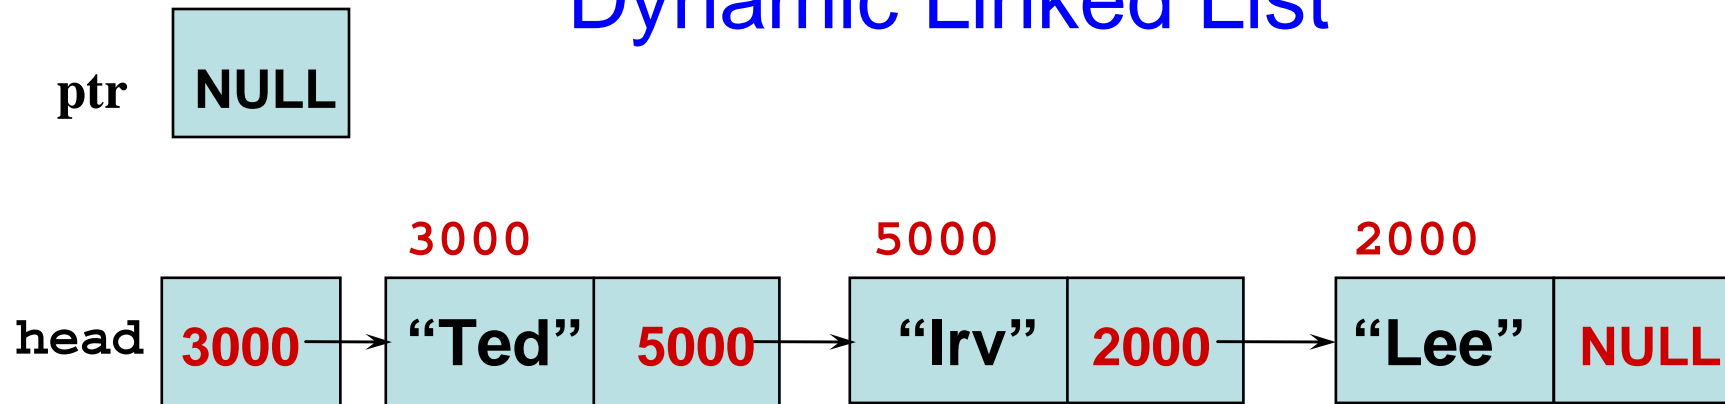 Dynamic Linked List
ptr NULL
3000 5000 2000
head 3000 “Ted” 5000 “Irv” 2000 “Lee” NULL